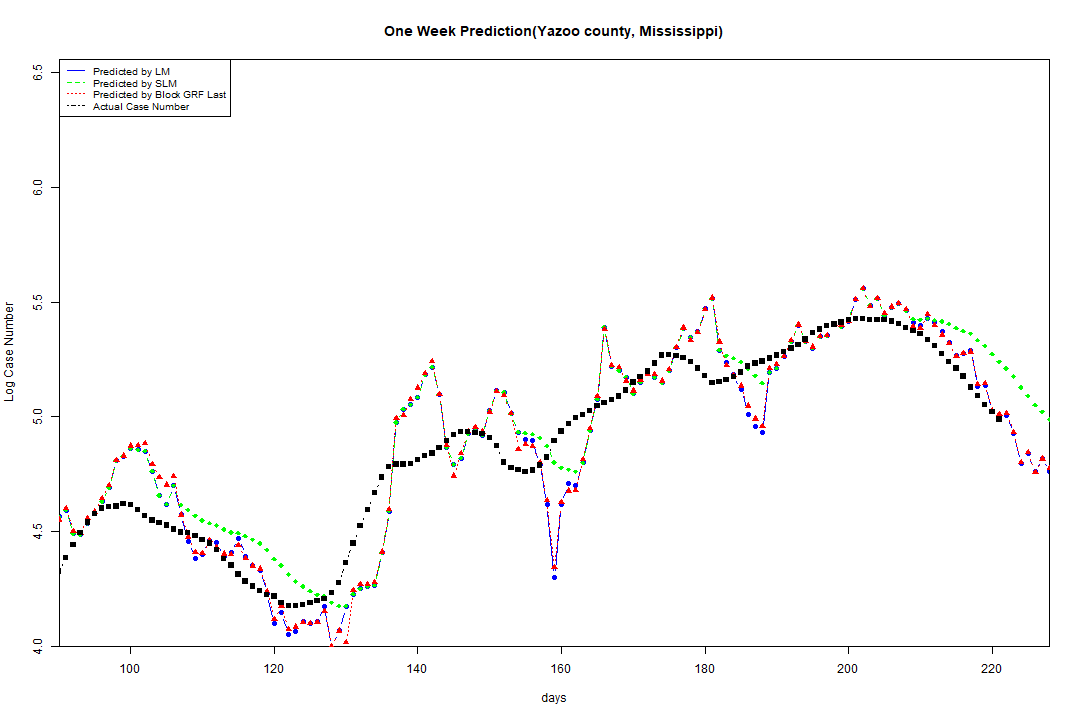 One Week Prediction(Yazoo county, Mississippi)
Predicted by LM
Predicted by SLM
Predicted by Block GRF Last
Actual Case Number
6.5
6.0
5.5
5.0
4.5
4.0
Log Case Number
100 120 140 160 180 200 220
days